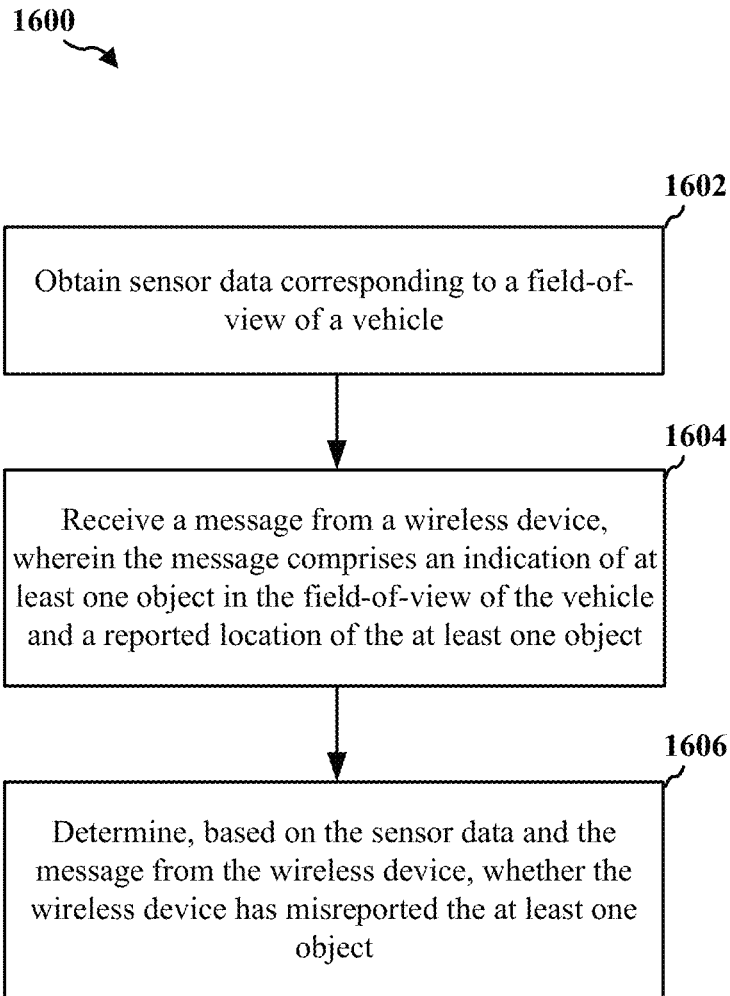 1600
1602
Obtain sensor data corresponding to a field-of-
view of a vehicle
1604
Receive a message from a wireless device,
wherein the message comprises an indication of at
least one object in the field-of-view of the vehicle
and a reported location of the at least one object
1606
Determine, based on the sensor data and the
message from the wireless device, whether the
wireless device has misreported the at least one
object